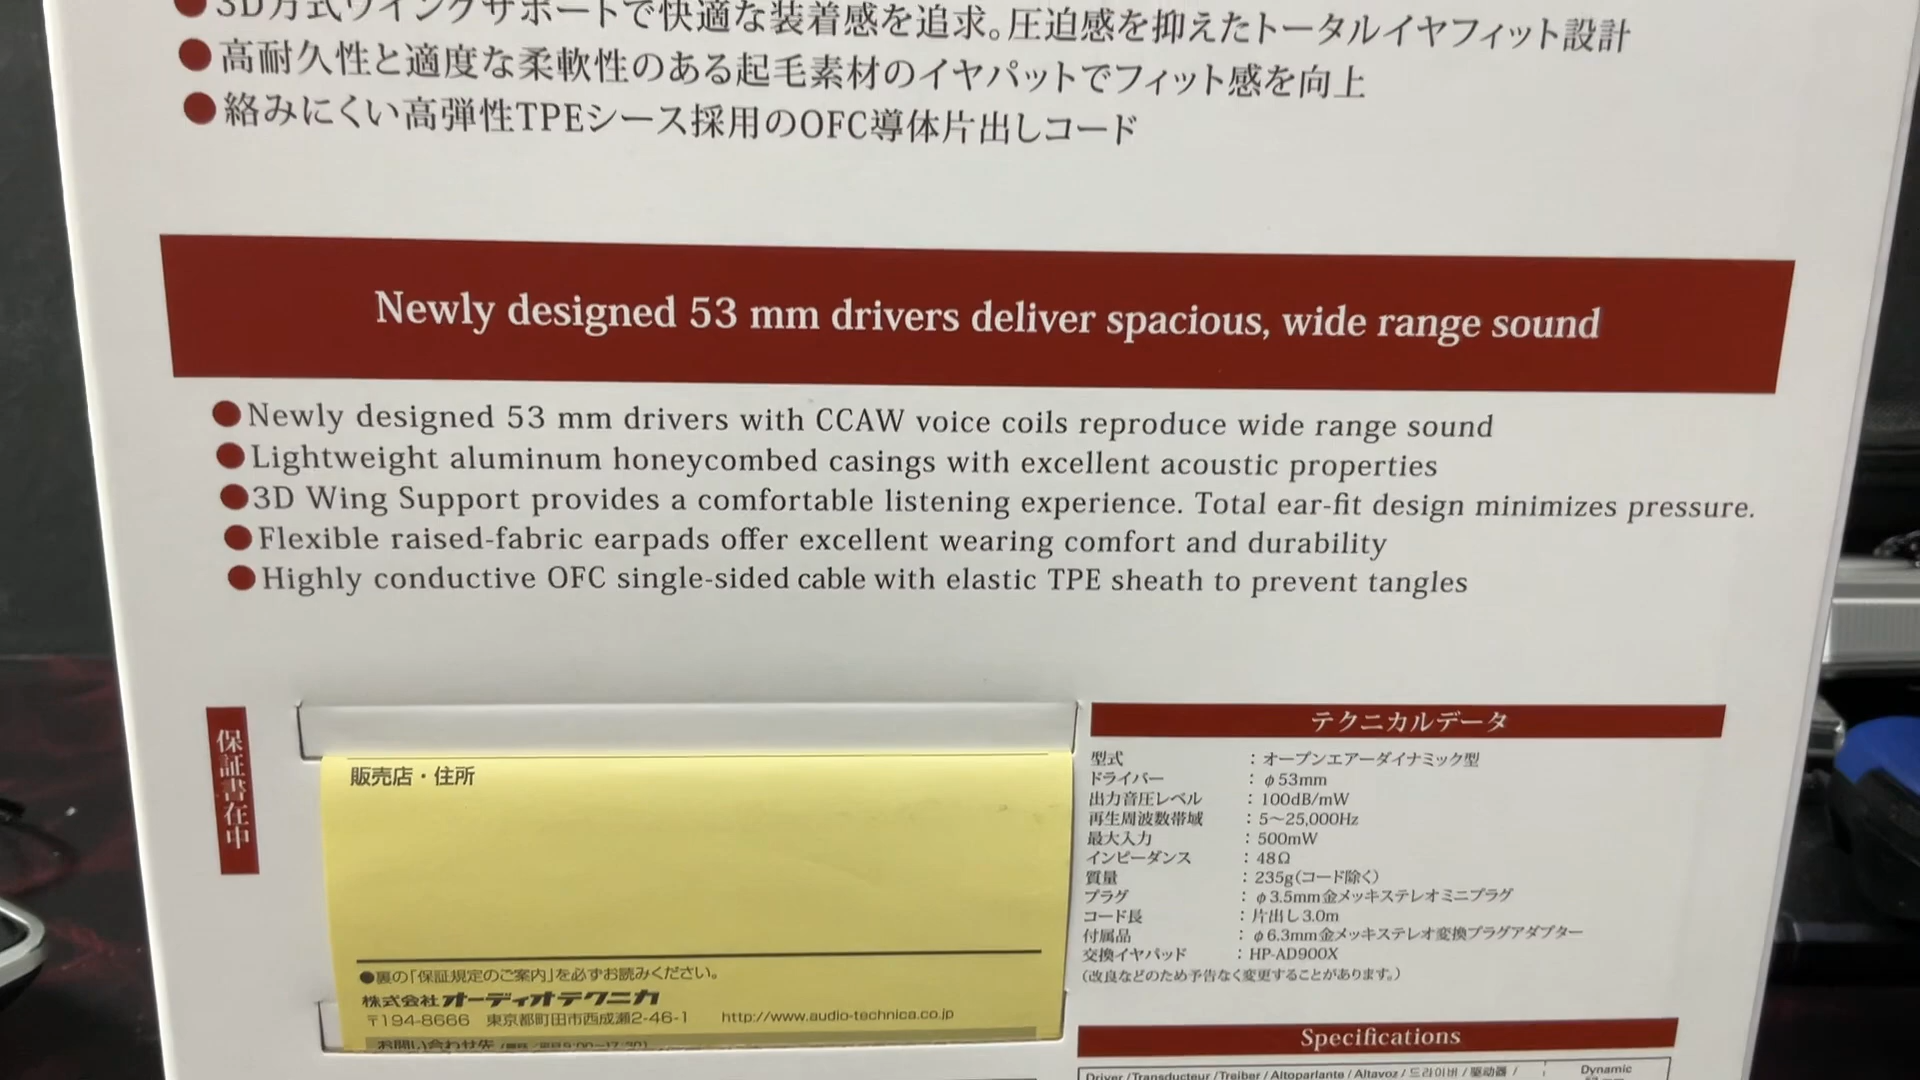 3D方式ウイングサポートで快適な装着感を追求。圧迫感を抑えたトータルイヤフィット設計
●高耐久性と適度な柔軟性のある起毛素材のイヤパットでフィット感を向上
●絡みにくい高弾性TPEシース採用のOFC導体片出しコード
Newly designed 53 mm drivers deliver spacious, wide range sound
●Newly designed 53 mm drivers with CCAW voice coils reproduce wide range sound
●Lightweight aluminum honeycombed casings with excellent acoustic properties
●3D Wing Support provides a comfortable listening experience. Total ear-fit design minimizes pressure.
●Flexible raised-fabric earpads offer excellent wearing comfort and durability
●Highly conductive OFC single-sided cable with elastic TPE sheath to prevent tangles
保証書在中
販売店・住所
●裏の「保証規定のご案内」を必ずお読みください。
株式会社オーディオテクニカ
〒194-8666 東京都町田市西成瀬2-46-1 http://www.audio-technica.co.jp
お問い合わせ先
テクニカルデータ
型式 : オープンエアーダイナミック型
ドライバー : φ53mm
出力音圧レベル : 100dB/mW
再生周波数帯域 : 5～25,000Hz
最大入力 : 500mW
インピーダンス : 48Ω
質量 : 235g(コード除く)
プラグ : φ3.5mm金メッキステレオミニプラグ
コード長 : 片出し3.0m
付属品 : φ6.3mm金メッキステレオ変換プラグアダプター
交換イヤパッド : HP-AD900X
(改良などのため予告なく変更することがあります。)
Specifications
Driver / Transducteur / Treiber / Altoparlante / Altavoz / 드라이버 / 驱动器 / Dynamic